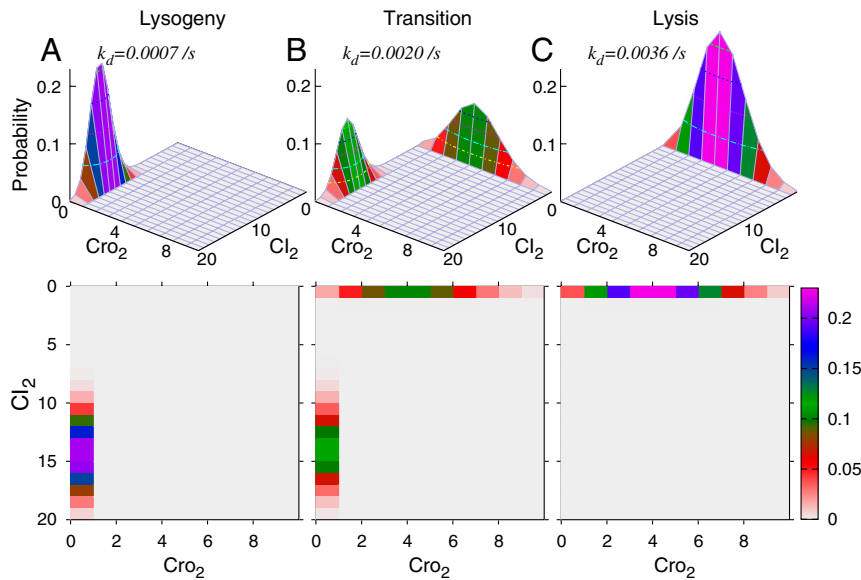 Lysogeny
Transition
Lysis
A
k_d=0.0007 /s
B
k_d=0.0020 /s
C
k_d=0.0036 /s
Probability
0.2
0.1
0
0
4
8
20
10
Cro₂
CI₂
0.2
0.1
0
0
4
8
20
10
Cro₂
CI₂
0.2
0.1
0
0
4
8
20
10
Cro₂
CI₂
CI₂
0
5
10
15
20
0 2 4 6 8
Cro₂
0 2 4 6 8
Cro₂
0 2 4 6 8
Cro₂
0.2
0.15
0.1
0.05
0